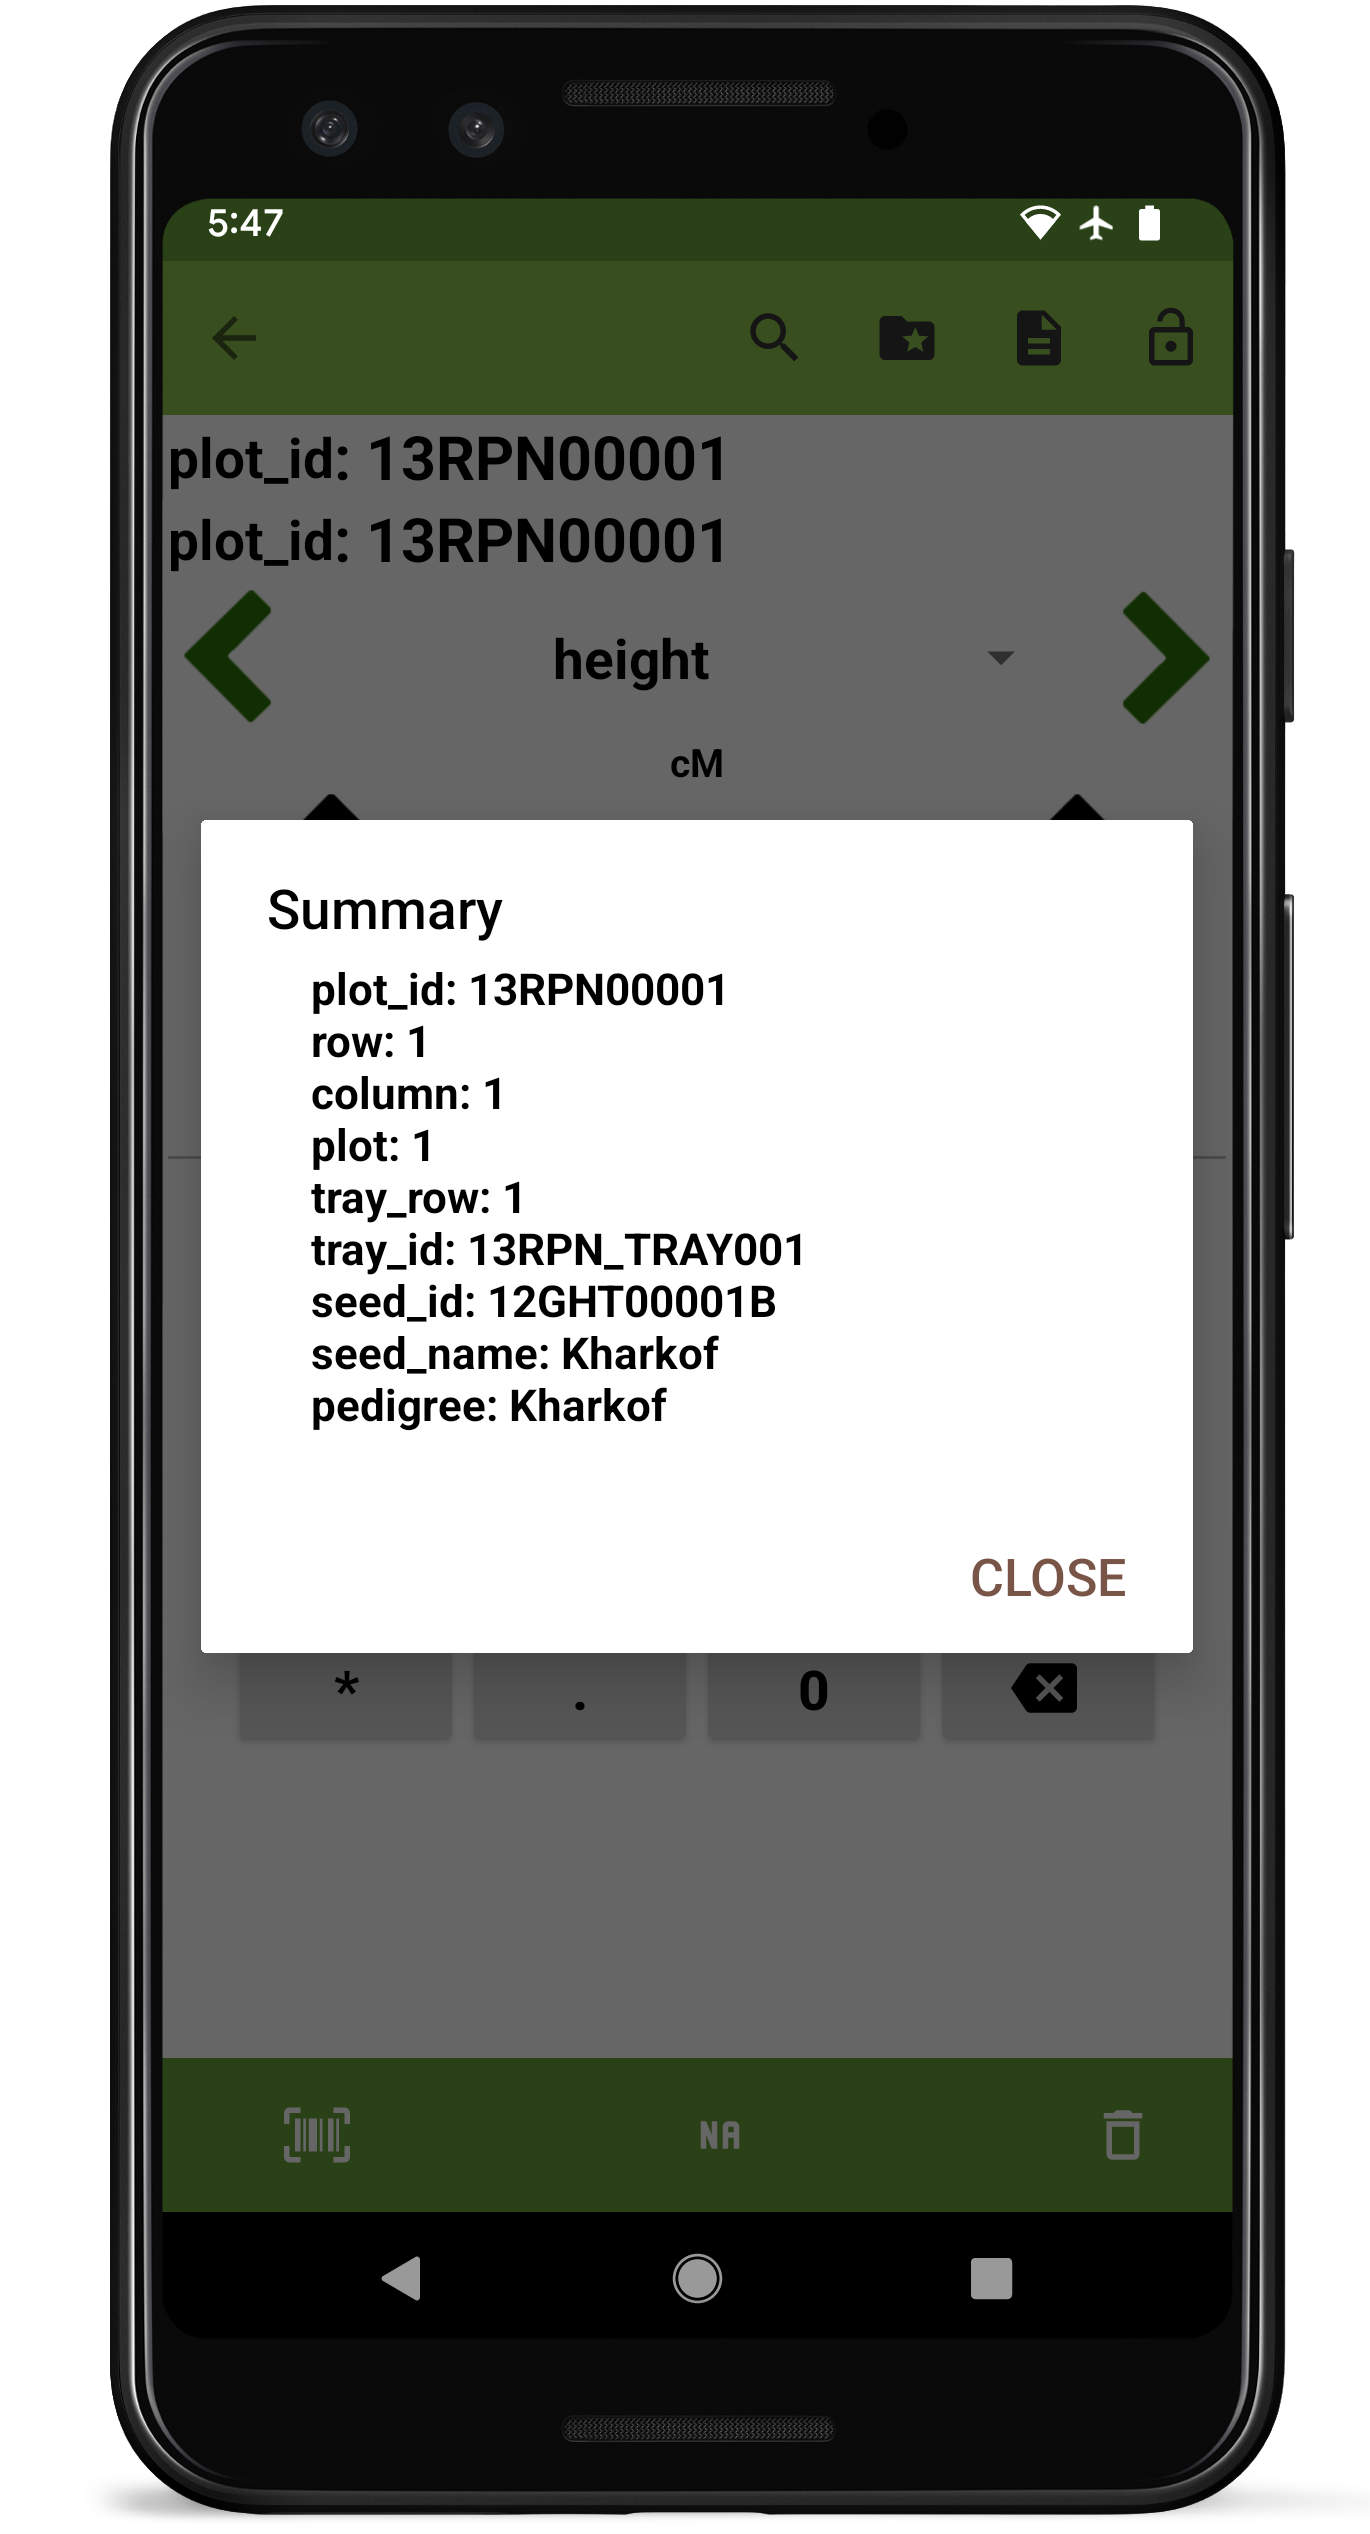 5:47
plot_id: 13RPN00001
plot_id: 13RPN00001
height
cM
Summary
plot_id: 13RPN00001
row: 1
column: 1
plot: 1
tray_row: 1
tray_id: 13RPN_TRAY001
seed_id: 12GHT00001B
seed_name: Kharkof
pedigree: Kharkof
CLOSE
* . 0
NA